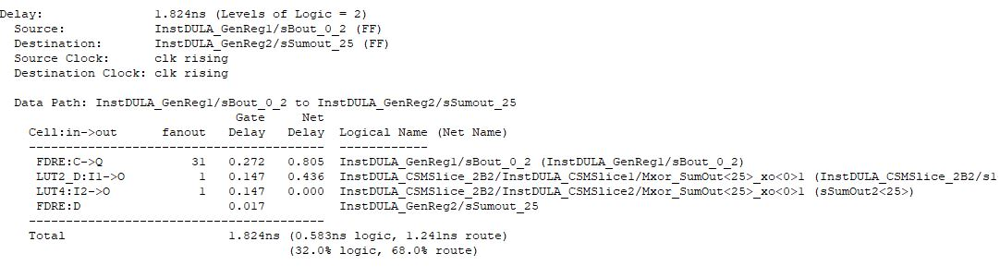 Delay: 1.824ns (Levels of Logic = 2)
Source: InstDULA_GenReg1/sBout_0_2 (FF)
Destination: InstDULA_GenReg2/sSumout_25 (FF)
Source Clock: clk rising
Destination Clock: clk rising
Data Path: InstDULA_GenReg1/sBout_0_2 to InstDULA_GenReg2/sSumout_25
Gate Net
Cell:in->out fanout Delay Delay Logical Name (Net Name)
---------------------------------------- ------------
FDRE:C->Q 31 0.272 0.805 InstDULA_GenReg1/sBout_0_2 (InstDULA_GenReg1/sBout_0_2)
LUT2_D:I1->O 1 0.147 0.436 InstDULA_CSMSlice_2B2/InstDULA_CSMSlice1/Mxor_SumOut<25>_xo<0>1 (InstDULA_CSMSlice_2B2/s1
LUT4:I2->O 1 0.147 0.000 InstDULA_CSMSlice_2B2/InstDULA_CSMSlice2/Mxor_SumOut<25>_xo<0>1 (sSumOut2<25>)
FDRE:D 0.017 InstDULA_GenReg2/sSumout_25
----------------------------------------
Total 1.824ns (0.583ns logic, 1.241ns route)
(32.0% logic, 68.0% route)